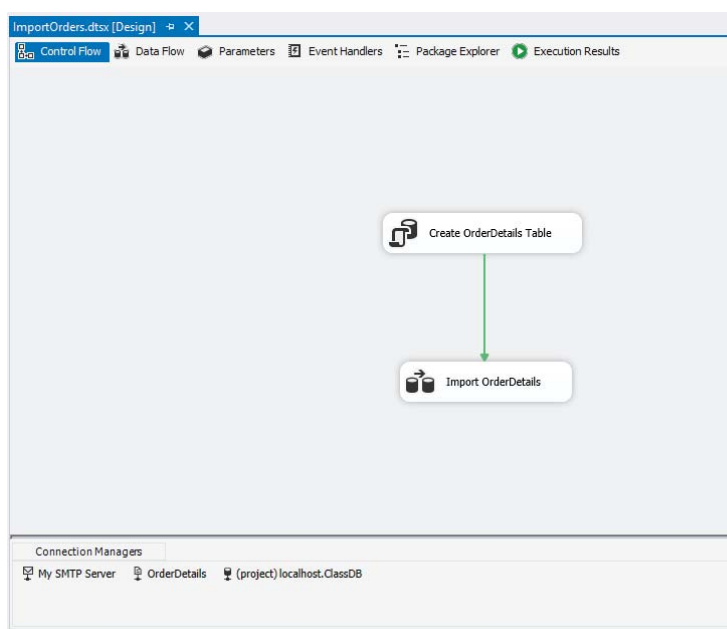 ImportOrders.dtsx [Design]
Control Flow Data Flow Parameters Event Handlers Package Explorer Execution Results
Create OrderDetails Table
Import OrderDetails
Connection Managers
My SMTP Server OrderDetails (project) localhost.ClassDB